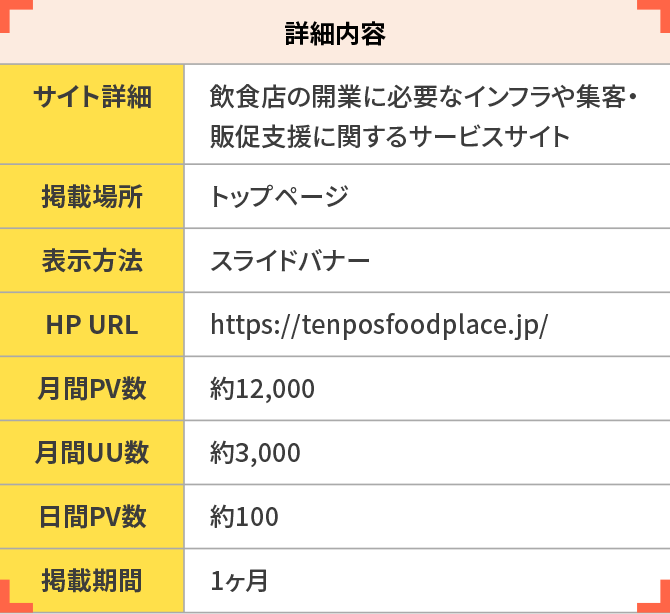 詳細内容
サイト詳細
飲食店の開業に必要なインフラや集客・
販促支援に関するサービスサイト
掲載場所
トップページ
表示方法
スライドバナー
HP URL
https://tenposfoodplace.jp/
月間PV数
約12,000
月間UU数
約3,000
日間PV数
約100
掲載期間
1ヶ月